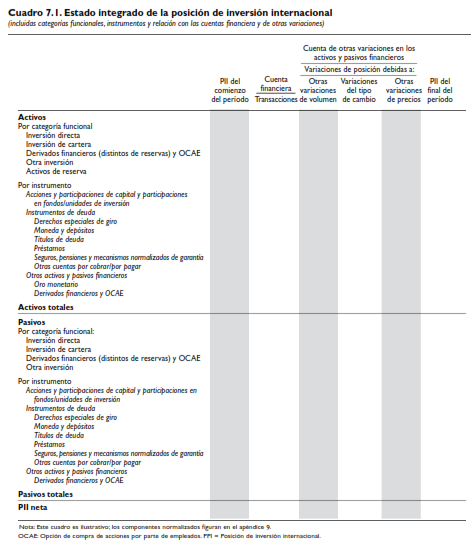 Cuadro 7.1. Estado integrado de la posición de inversión internacional
(incluidas categorías funcionales, instrumentos y relación con las cuentas financiera y de otras variaciones)
Cuenta de otras variaciones en los
activos y pasivos financieros
Variaciones de posición debidas a:
PII del comienzo del período
Cuenta financiera
Transacciones
Otras variaciones de volumen
Variaciones del tipo de cambio
Otras variaciones de precios
PII del final del período
Activos
Por categoría funcional
Inversión directa
Inversión de cartera
Derivados financieros (distintos de reservas) y OCAE
Otra inversión
Activos de reserva
Por instrumento
Acciones y participaciones de capital y participaciones
en fondos/unidades de inversión
Instrumentos de deuda
Derechos especiales de giro
Moneda y depósitos
Títulos de deuda
Préstamos
Seguros, pensiones y mecanismos normalizados de garantía
Otras cuentas por cobrar/por pagar
Otros activos y pasivos financieros
Oro monetario
Derivados financieros y OCAE
Activos totales
Pasivos
Por categoría funcional:
Inversión directa
Inversión de cartera
Derivados financieros (distintos de reservas) y OCAE
Otra inversión
Por instrumento
Acciones y participaciones de capital y participaciones en
fondos/unidades de inversión
Instrumentos de deuda
Derechos especiales de giro
Moneda y depósitos
Títulos de deuda
Préstamos
Seguros, pensiones y mecanismos normalizados de garantía
Otras cuentas por cobrar/por pagar
Otros activos y pasivos financieros
Derivados financieros y OCAE
Pasivos totales
PII neta
Nota: Este cuadro es ilustrativo; los componentes normalizados figuran en el apéndice 9.
OCAE: Opción de compra de acciones por parte de empleados. PPI = Posición de inversión internacional.